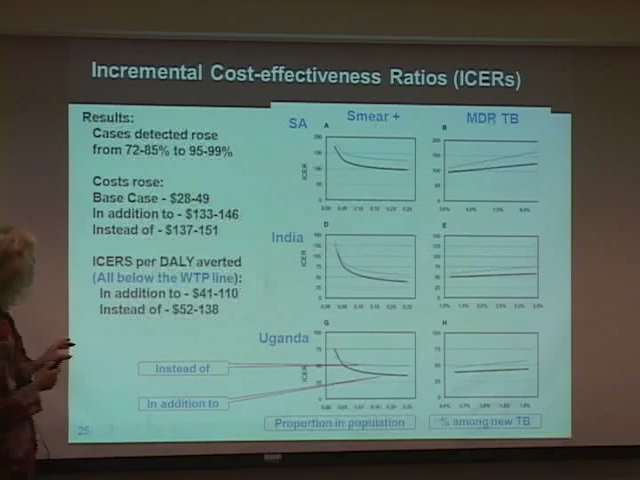 Incremental Cost-effectiveness Ratios (ICERs)
Results:
Cases detected rose
from 72-85% to 95-99%
Costs rose:
Base Case - $28-49
In addition to - $133-146
Instead of - $137-151
ICERS per DALY averted
(All below the WTP line):
In addition to - $41-110
Instead of - $52-138
SA
Smear +
MDR TB
A
B
ICER
India
D
E
ICER
Uganda
G
H
ICER
Instead of
In addition to
Proportion in population
% among new TB
25